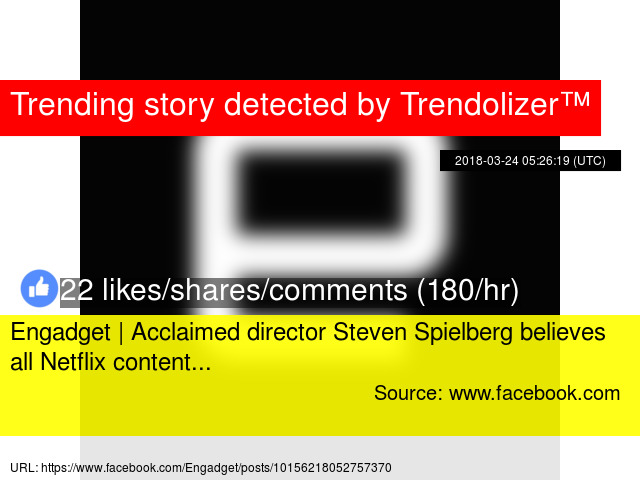 Trending story detected by Trendolizer™
2018-03-24 05:26:19 (UTC)
22 likes/shares/comments (180/hr)
Engadget | Acclaimed director Steven Spielberg believes
all Netflix content...
Source: www.facebook.com
URL: https://www.facebook.com/Engadget/posts/10156218052757370